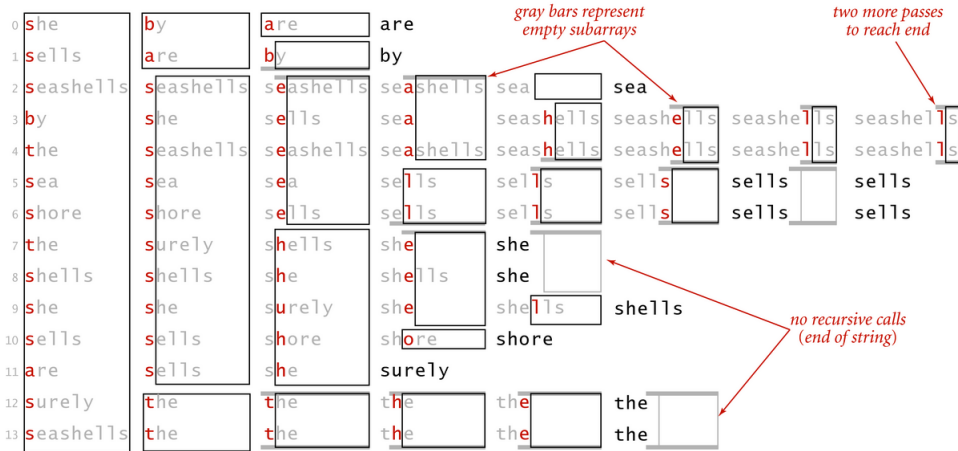 gray bars represent
empty subarrays
two more passes
to reach end
0 she by are are
1 sells are by by
2 seashells seashells seashells seashells sea sea
3 by she sells sea seashells seashells seashells seashells
4 the seashells seashells seashells seashells seashells seashells seashells
5 sea sea sea sells sells sells sells sells
6 shore shore sells sells sells sells sells sells
7 the surely shells she she
8 shells shells she shells she
9 she she surely she shells shells
10 sells sells shore shore shore
11 are sells she surely
12 surely the the the the the
13 seashells the the the the the
no recursive calls
(end of string)